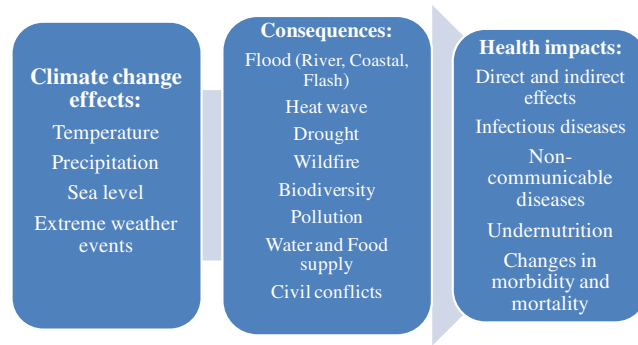 Climate change
effects:
Temperature
Precipitation
Sea level
Extreme weather
events
Consequences:
Flood (River, Coastal,
Flash)
Heat wave
Drought
Wildfire
Biodiversity
Pollution
Water and Food
supply
Civil conflicts
Health impacts:
Direct and indirect
effects
Infectious diseases
Non-
communicable
diseases
Undernutrition
Changes in
morbidity and
mortality